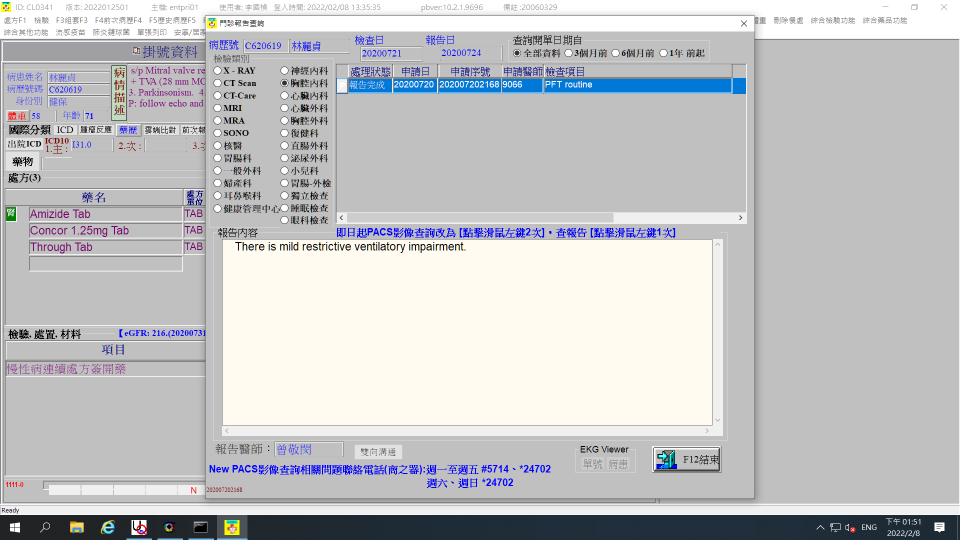 ID: CL0341 版本: 2022012501 主機: entpri01 使用者: 李國楨 登入時間: 2022/02/08 13:35:35 pbver:10.2.1.9696 備註 :20060329
處方F1 檢驗 F3組套F3 F4前次病歷F4 F5歷史病歷F5 刪除餐處 綜合檢驗功能 綜合藥品功能
綜合其他功能 流感疫苗 肺炎鏈球菌 單張列印
掛號資料
病患姓名 林麗貞
病歷號碼 C620619
身份別 健保
體重 58 年齡 71
病情描述
s/p Mitral valve re
+ TVA (28 mm MC
3. Parkinsonism. 4
P: follow echo and
國際分類 ICD 腫瘤反應 藥歷 雲端比對
出院ICD ICD10 1.主: I31.0 2.次: 3.次
藥物
處方(3)
藥名 處方單位
腎 Amizide Tab TAB
Concor 1.25mg Tab TAB
Through Tab TAB
檢驗, 處置, 材料 【eGFR: 216.(20200731
項目
慢性病連續處方簽開藥
1111-0 N
Ready
門診報告查詢
病歷號 C620619 林麗貞
檢查日 20200721
報告日 20200724
查詢開單日期自
全部資料 3個月前 6個月前 1年 前起
檢驗類別
X - RAY 神經內科
CT Scan 胸腔內科
CT-Care 心臟內科
MRI 心臟外科
MRA 胸腔外科
SONO 復健科
核醫 直腸外科
胃腸科 泌尿外科
一般外科 小兒科
婦產科 胃腸-外檢
耳鼻喉科 獨立檢查
健康管理中心 睡眠檢查
眼科檢查
處理狀態 申請日 申請序號 申請醫師 檢查項目
報告完成 20200720 202007202168 9066 PFT routine
報告內容 即日起PACS影像查詢改為 [點擊滑鼠左鍵2次]，查報告 [點擊滑鼠左鍵1次]
There is mild restrictive ventilatory impairment.
報告醫師： 曾敬閔 雙向溝通
EKG Viewer
單號 病患
F12結束
New PACS影像查詢相關問題聯絡電話(商之器):週一至週五 #5714、*24702
週六、週日 *24702
202007202168
ENG
下午 01:51
2022/2/8